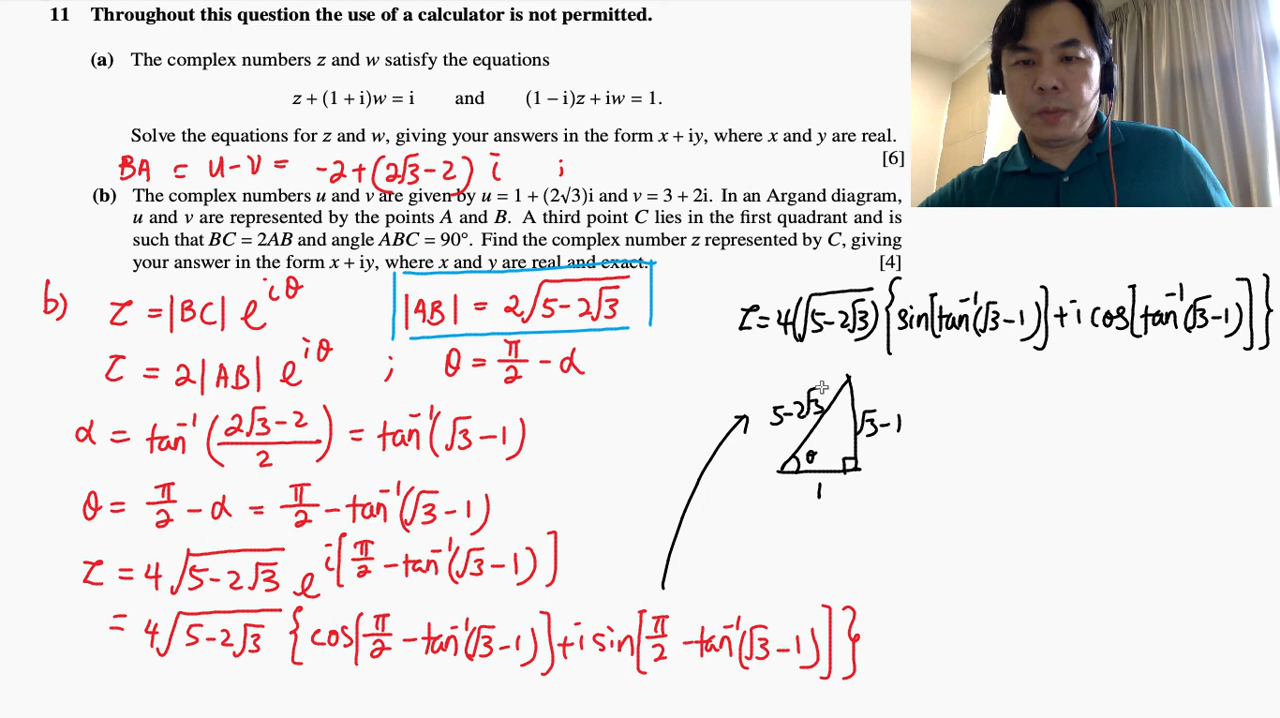 11 Throughout this question the use of a calculator is not permitted.
(a) The complex numbers z and w satisfy the equations
z + (1 + i)w = i and (1 − i)z + iw = 1.
Solve the equations for z and w, giving your answers in the form x + iy, where x and y are real.
[6]
BA = u-v = -2+(2√3-2) i ;
(b) The complex numbers u and v are given by u = 1 + (2√3)i and v = 3 + 2i. In an Argand diagram,
u and v are represented by the points A and B. A third point C lies in the first quadrant and is
such that BC = 2AB and angle ABC = 90°. Find the complex number z represented by C, giving
your answer in the form x + iy, where x and y are real and exact. [4]
b) z = |BC| e^{iθ}
|AB| = 2√(5-2√3)
z = 2|AB| e^{iθ} ; θ = π/2 - α
α = tan⁻¹((2√3-2)/2) = tan⁻¹(√3-1)
θ = π/2 - α = π/2 - tan⁻¹(√3-1)
z = 4√(5-2√3) e^{i[π/2 - tan⁻¹(√3-1)]}
= 4√(5-2√3) {cos[π/2 - tan⁻¹(√3-1)] + i sin[π/2 - tan⁻¹(√3-1)]}
z = 4(√(5-2√3)) {sin[tan⁻¹(√3-1)] + i cos[tan⁻¹(√3-1)]}
5-2√3
√3-1
θ
1